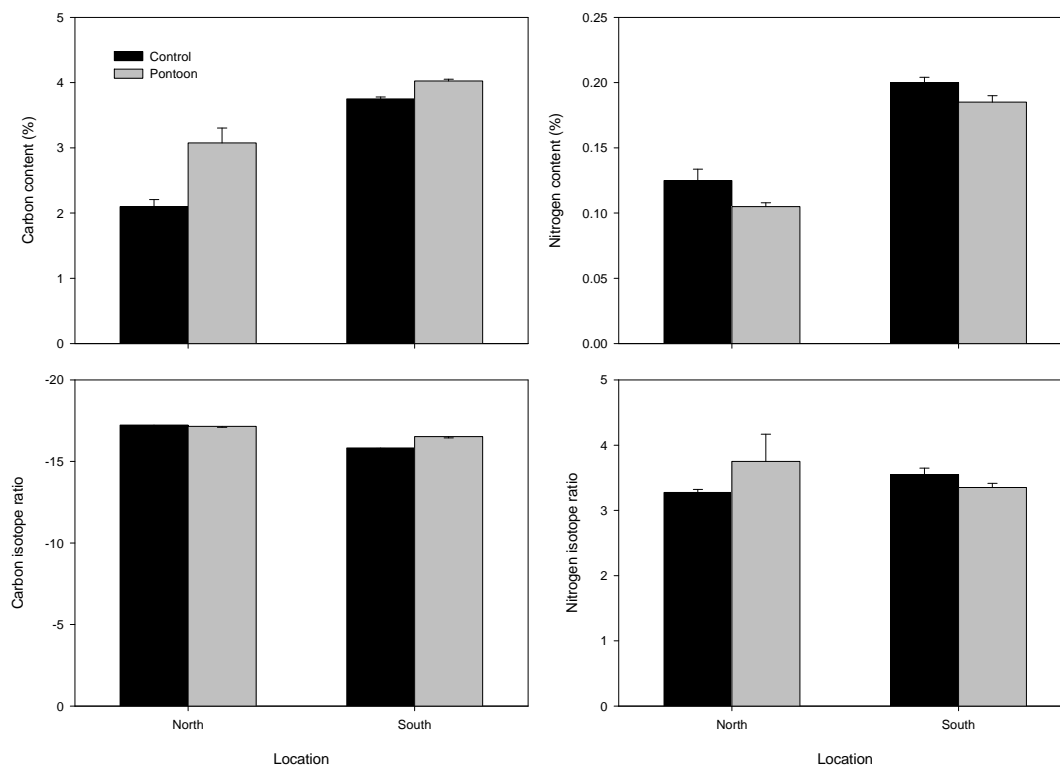 5
4
3
2
1
0
Carbon content (%)
Control
Pontoon
0.25
0.20
0.15
0.10
0.05
0.00
Nitrogen content (%)
-20
-15
-10
-5
0
Carbon isotope ratio
North
South
Location
5
4
3
2
1
0
Nitrogen isotope ratio
North
South
Location